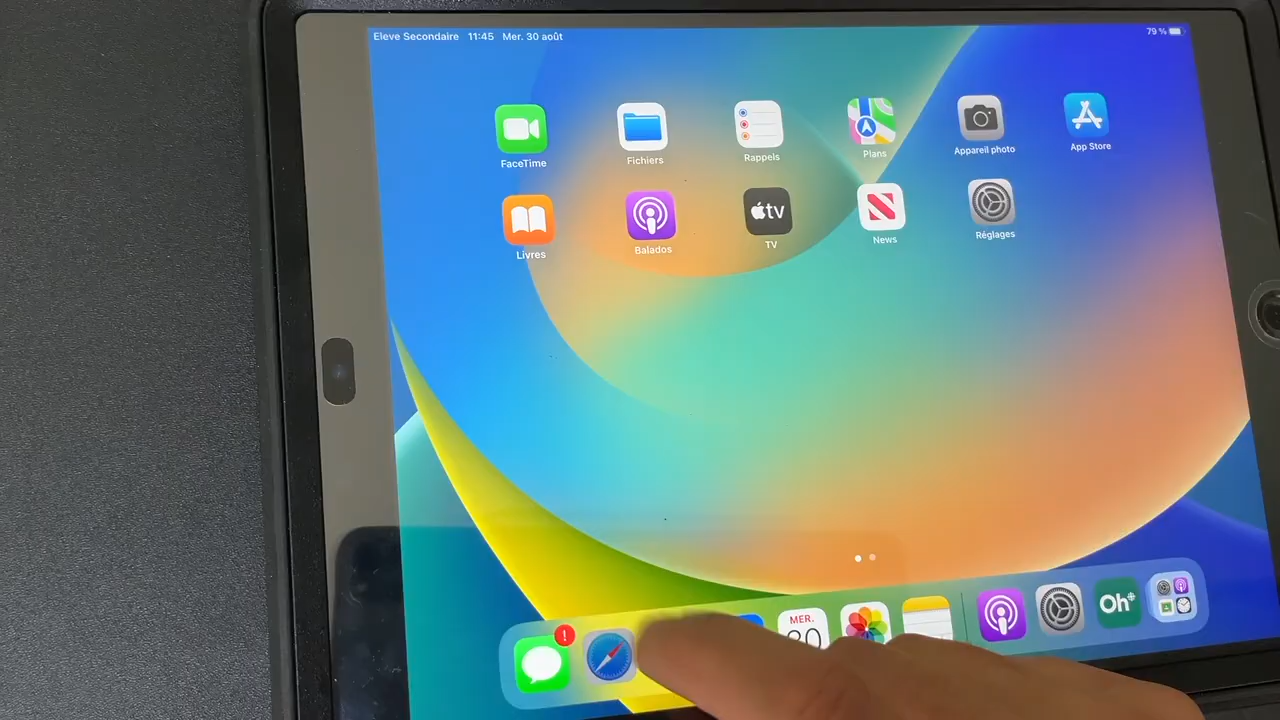 Eleve Secondaire 11:45 Mer. 30 août
79 %
FaceTime
Fichiers
Rappels
Plans
Appareil photo
App Store
Livres
Balados
tv
TV
News
Réglages
!
MER.
30
Oh